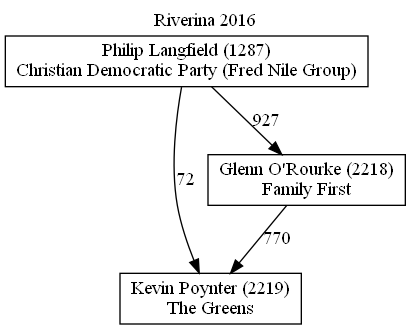 Riverina 2016
Philip Langfield (1287)
Christian Democratic Party (Fred Nile Group)
927
72
Glenn O'Rourke (2218)
Family First
770
Kevin Poynter (2219)
The Greens